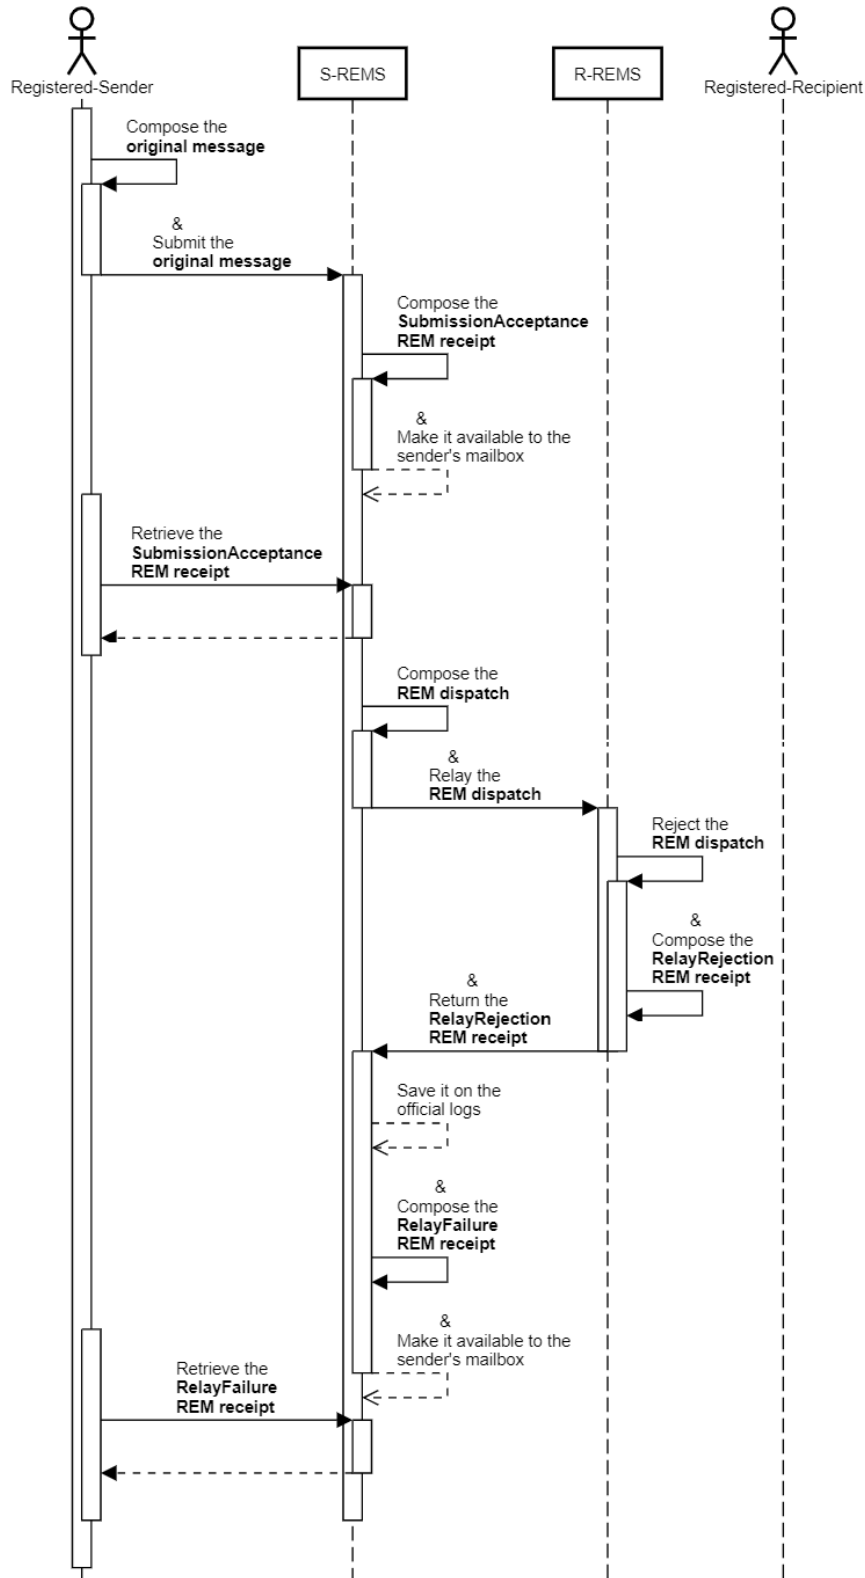 Registered-Sender
S-REMS
R-REMS
Registered-Recipient
Compose the
original message
&
Submit the
original message
Compose the
SubmissionAcceptance
REM receipt
&
Make it available to the
sender's mailbox
Retrieve the
SubmissionAcceptance
REM receipt
Compose the
REM dispatch
&
Relay the
REM dispatch
Reject the
REM dispatch
&
Compose the
RelayRejection
REM receipt
&
Return the
RelayRejection
REM receipt
Save it on the
official logs
&
Compose the
RelayFailure
REM receipt
&
Make it available to the
sender's mailbox
Retrieve the
RelayFailure
REM receipt